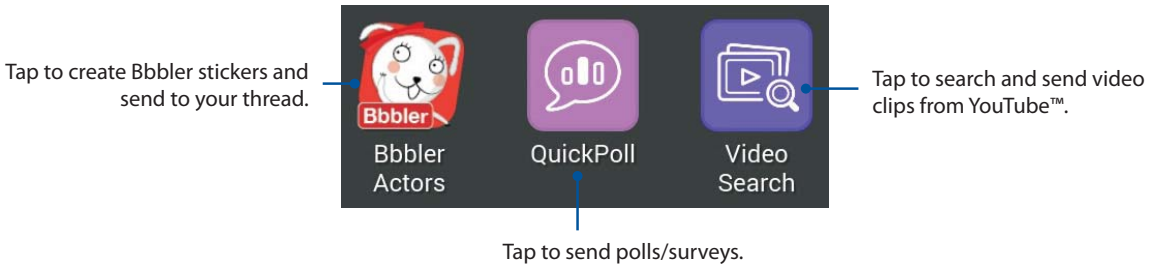 Tap to create Bbbler stickers and
send to your thread.
Bbbler
Bbbler
Actors
QuickPoll
Video
Search
Tap to search and send video
clips from YouTube™.
Tap to send polls/surveys.